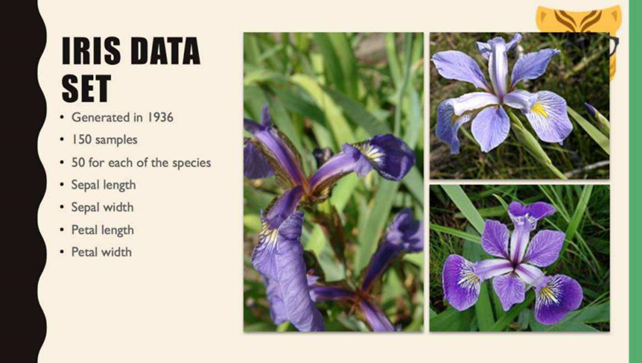 IRIS DATA
SET
• Generated in 1936
• 150 samples
• 50 for each of the species
• Sepal length
• Sepal width
• Petal length
• Petal width